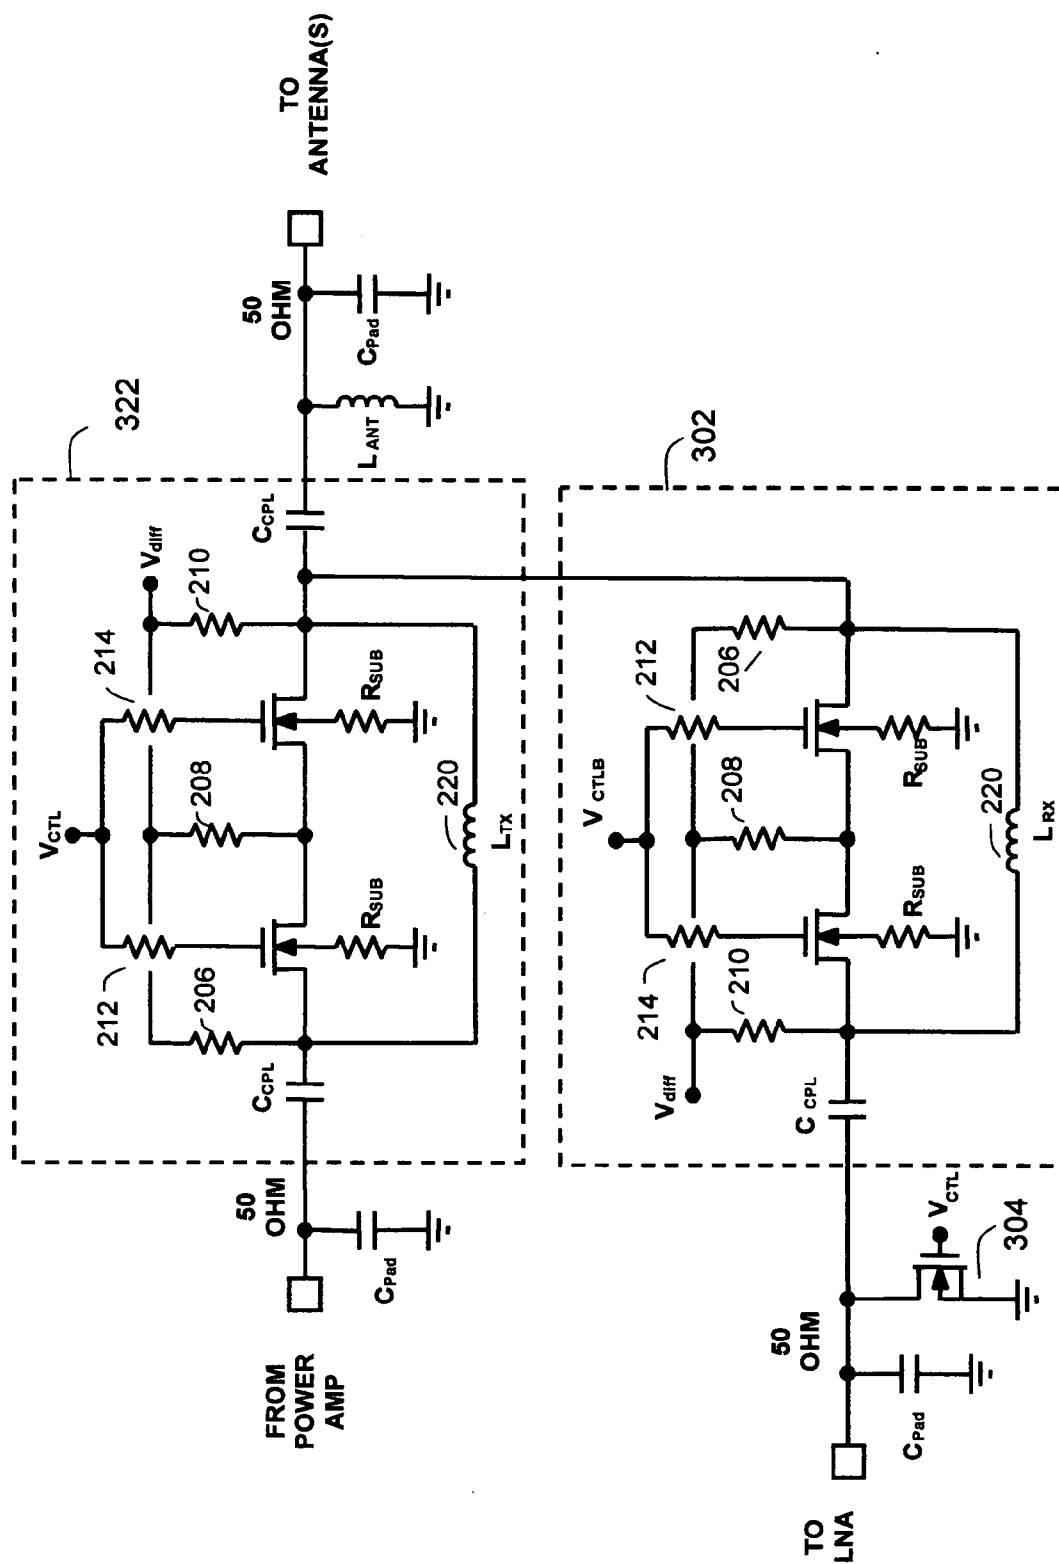 322
V_CTL
V_diff
214
210
212
208
206
R_SUB
R_SUB
220
L_TX
C_CPL
C_CPL
FROM
POWER
AMP
50
OHM
C_Pad
L_ANT
50
OHM
C_Pad
TO
ANTENNA(S)
302
V_CTLB
V_diff
212
214
208
206
210
R_SUB
R_SUB
220
L_RX
C_CPL
V_CTL
304
50
OHM
C_Pad
TO
LNA